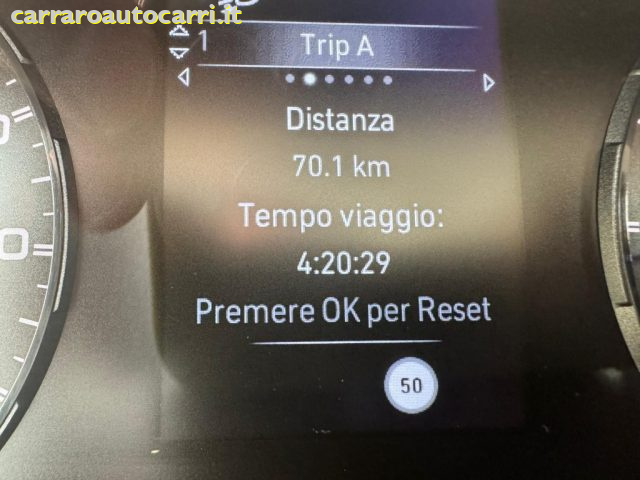 carraroautocarri.it
1
Trip A
Distanza
70.1 km
Tempo viaggio:
4:20:29
Premere OK per Reset
50